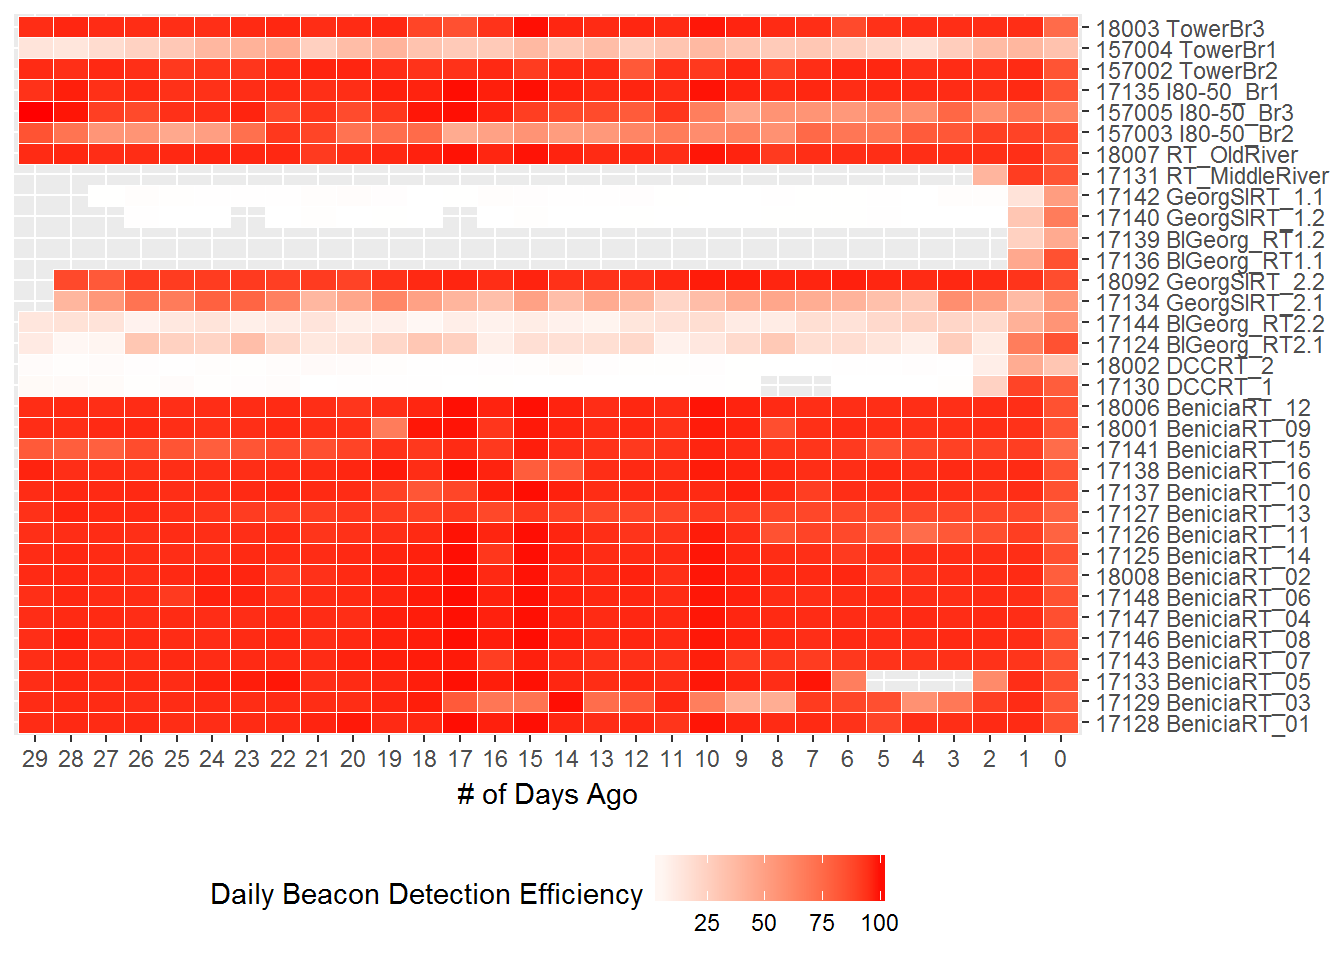 18003 TowerBr3
157004 TowerBr1
157002 TowerBr2
17135 I80-50_Br1
157005 I80-50_Br3
157003 I80-50_Br2
18007 RT_OldRiver
17131 RT_MiddleRiver
17142 GeorgSlRT_1.1
17140 GeorgSlRT_1.2
17139 BlGeorg_RT1.2
17136 BlGeorg_RT1.1
18092 GeorgSlRT_2.2
17134 GeorgSlRT_2.1
17144 BlGeorg_RT2.2
17124 BlGeorg_RT2.1
18002 DCCRT_2
17130 DCCRT_1
18006 BeniciaRT_12
18001 BeniciaRT_09
17141 BeniciaRT_15
17138 BeniciaRT_16
17137 BeniciaRT_10
17127 BeniciaRT_13
17126 BeniciaRT_11
17125 BeniciaRT_14
18008 BeniciaRT_02
17148 BeniciaRT_06
17147 BeniciaRT_04
17146 BeniciaRT_08
17143 BeniciaRT_07
17133 BeniciaRT_05
17129 BeniciaRT_03
17128 BeniciaRT_01
29 28 27 26 25 24 23 22 21 20 19 18 17 16 15 14 13 12 11 10 9 8 7 6 5 4 3 2 1 0
# of Days Ago
Daily Beacon Detection Efficiency
25 50 75 100